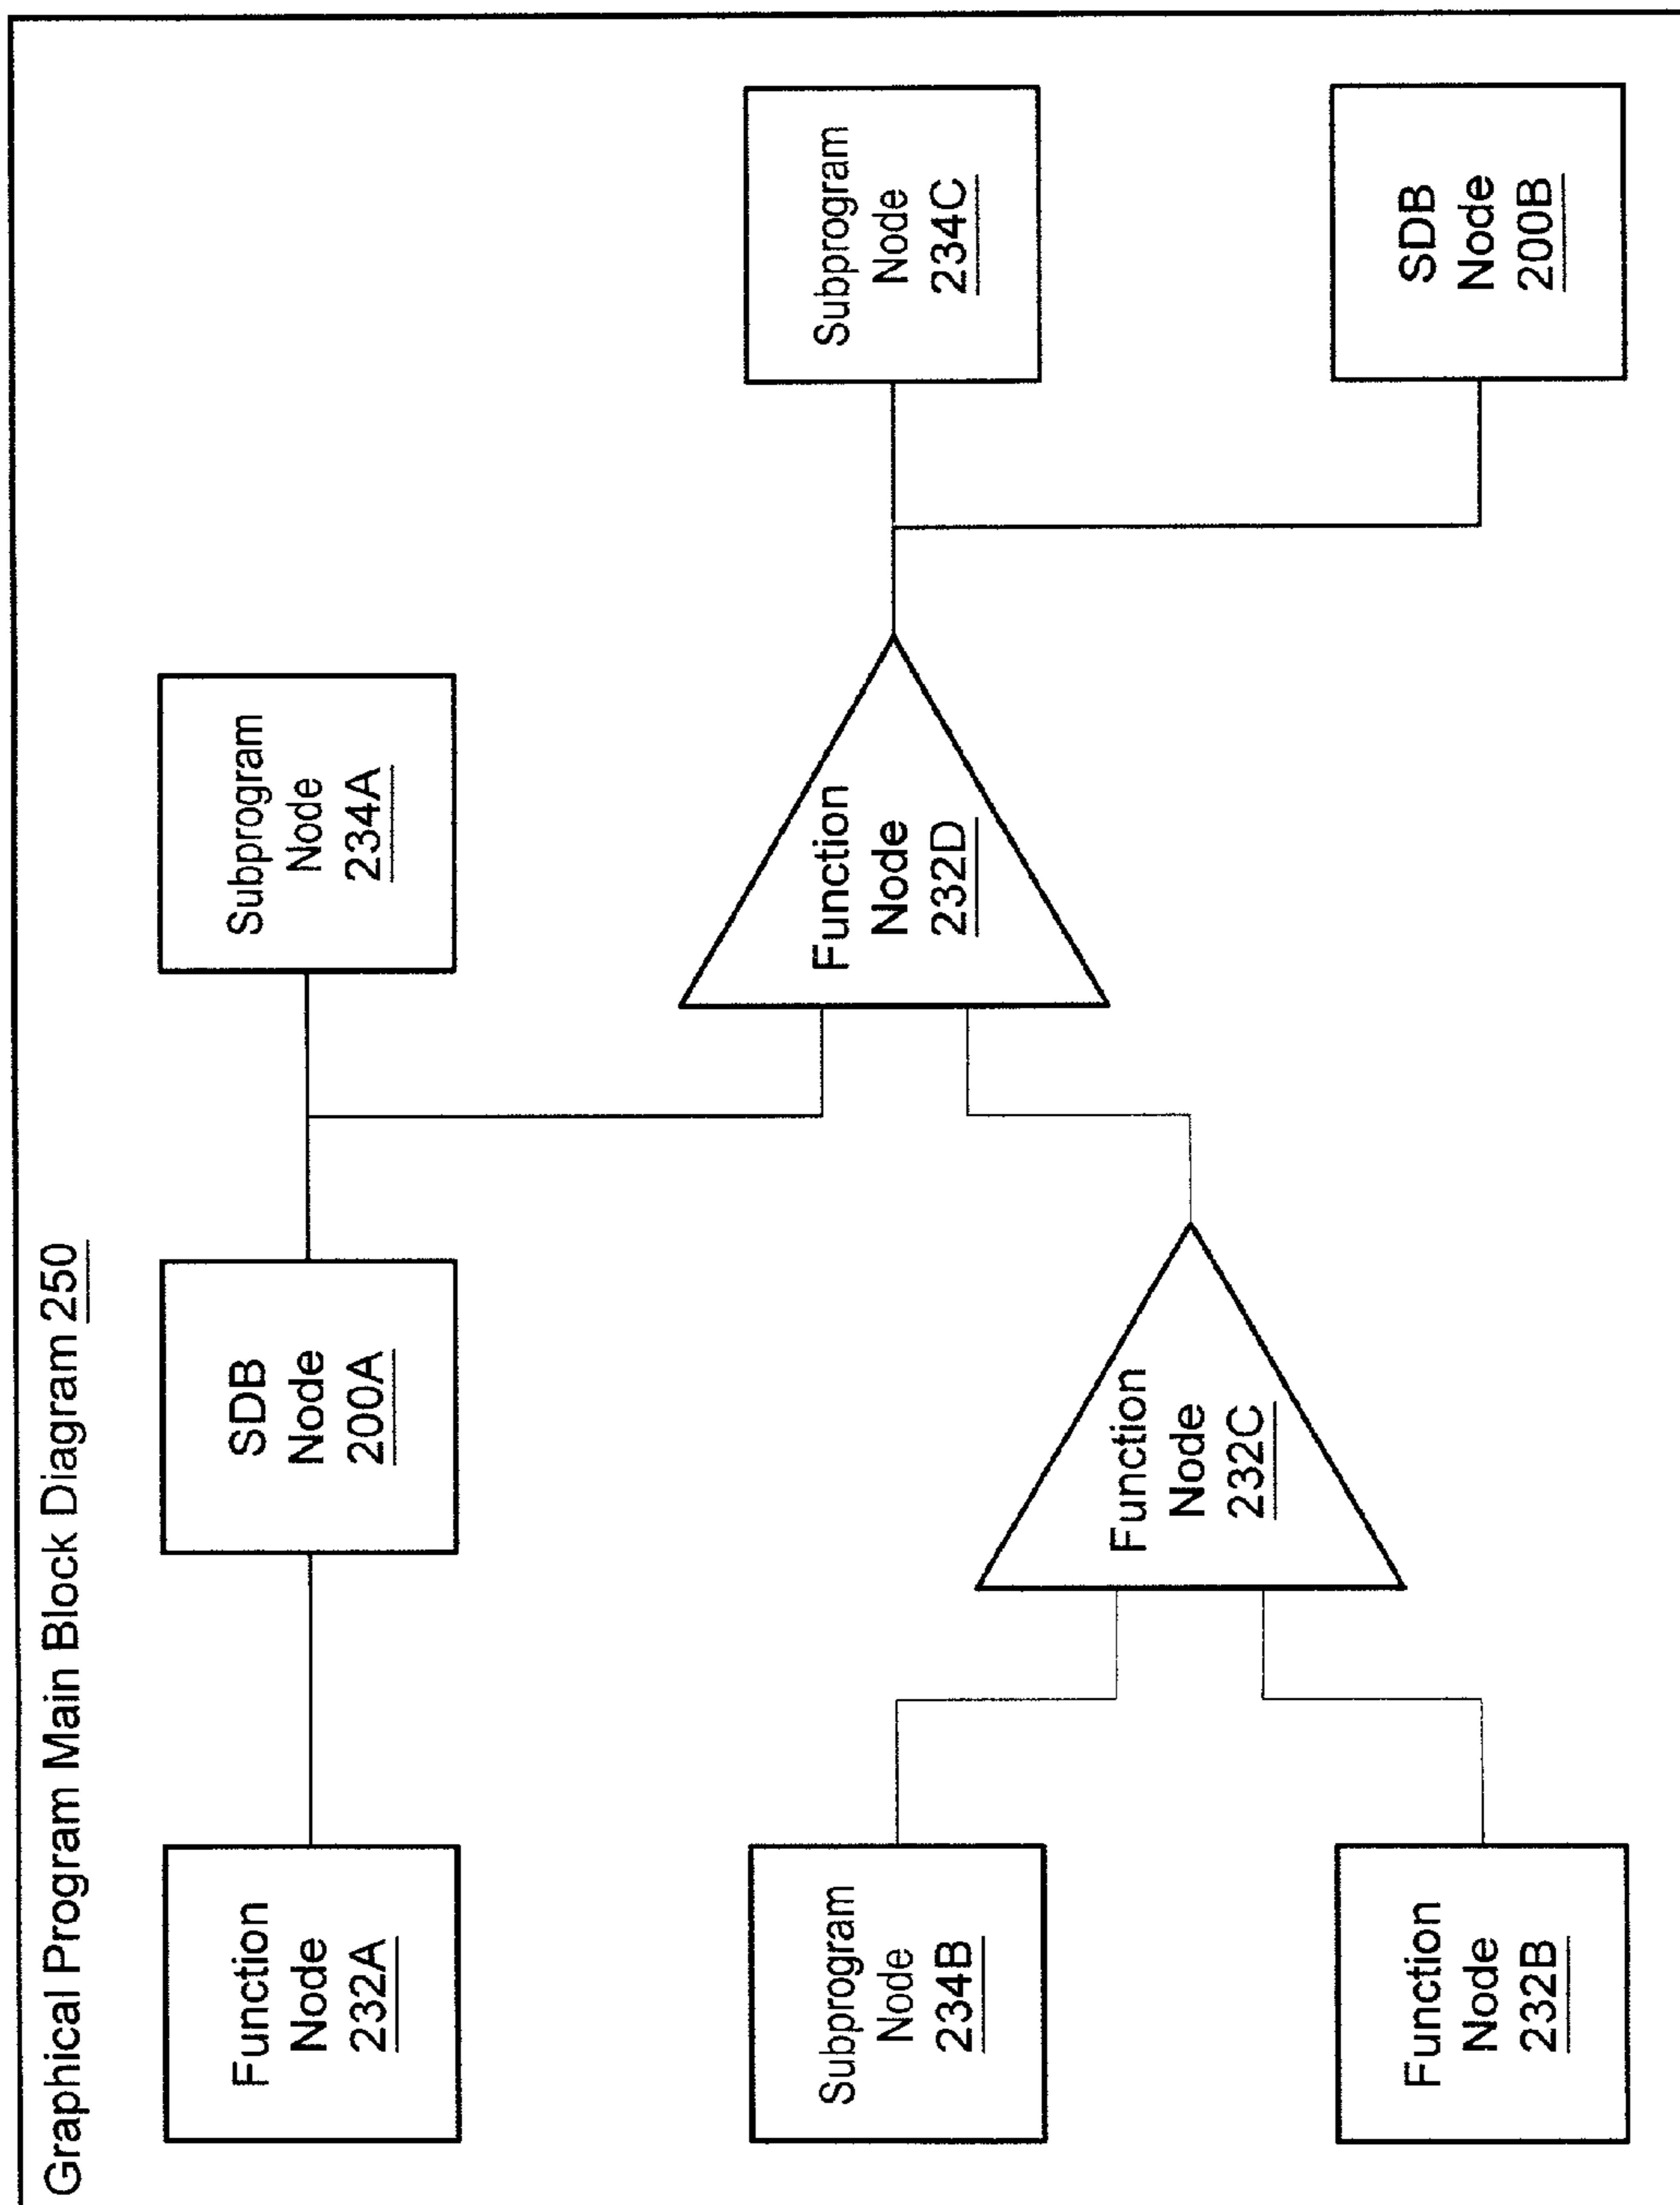 Graphical Program Main Block Diagram 250
Function
Node
232A
SDB
Node
200A
Subprogram
Node
234A
Subprogram
Node
234B
Function
Node
232B
Function
Node
232C
Function
Node
232D
Subprogram
Node
234C
SDB
Node
200B